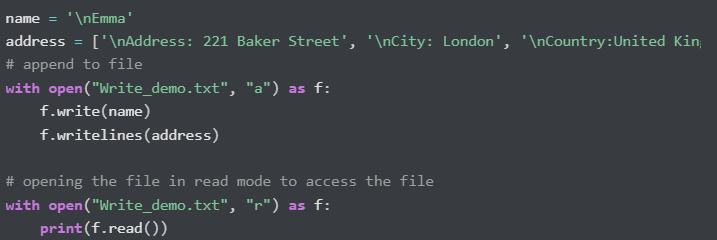 name = '\nEmma'
address = ['\nAddress: 221 Baker Street', '\nCity: London', '\nCountry:United
# append to file
with open("Write_demo.txt", "a") as f:
    f.write(name)
    f.writelines(address)
# opening the file in read mode to access the file
with open("Write_demo.txt", "r") as f:
    print(f.read())